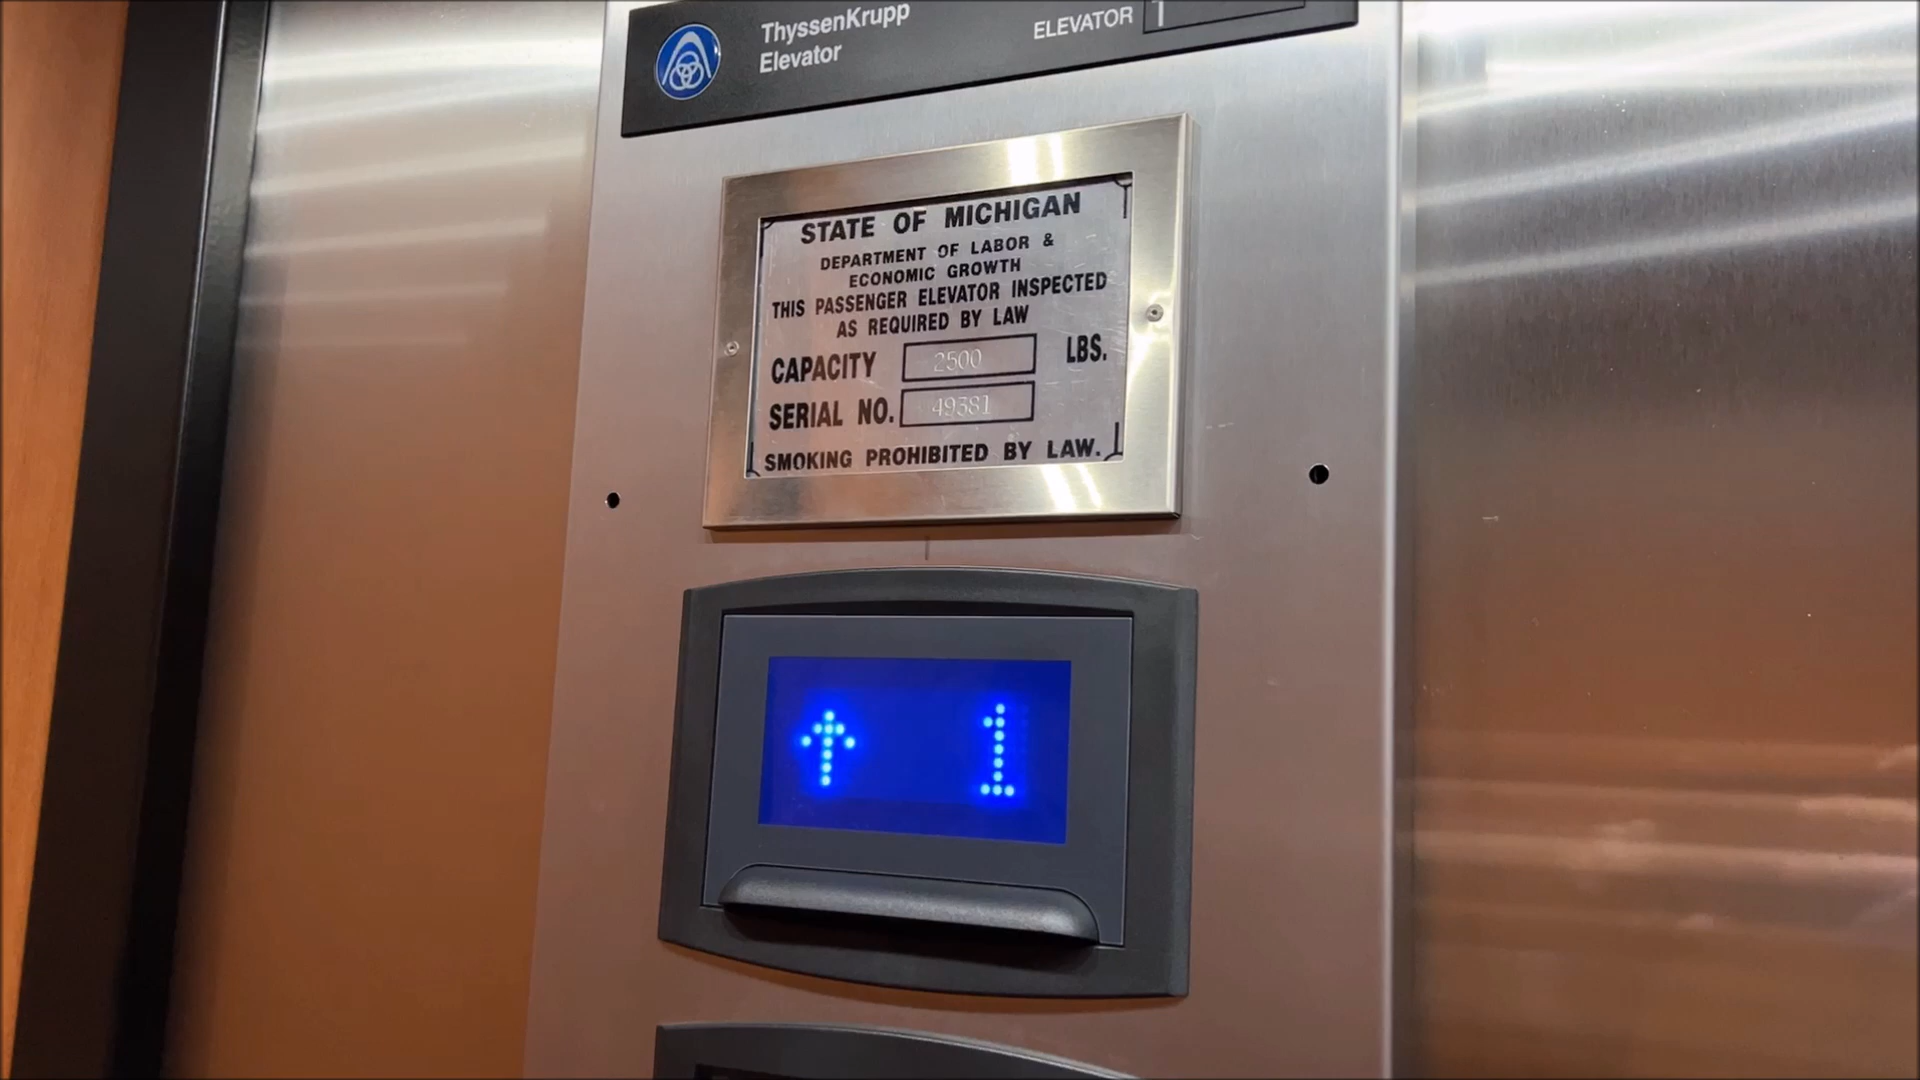 ThyssenKrupp
Elevator
ELEVATOR 1
STATE OF MICHIGAN
DEPARTMENT OF LABOR &
ECONOMIC GROWTH
THIS PASSENGER ELEVATOR INSPECTED
AS REQUIRED BY LAW
CAPACITY 2500 LBS.
SERIAL NO. 49381
SMOKING PROHIBITED BY LAW.
↑ 1